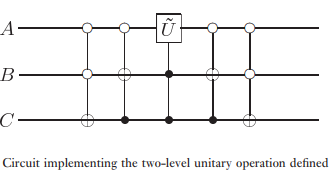 A
Ũ
B
C
Circuit implementing the two-level unitary operation defined